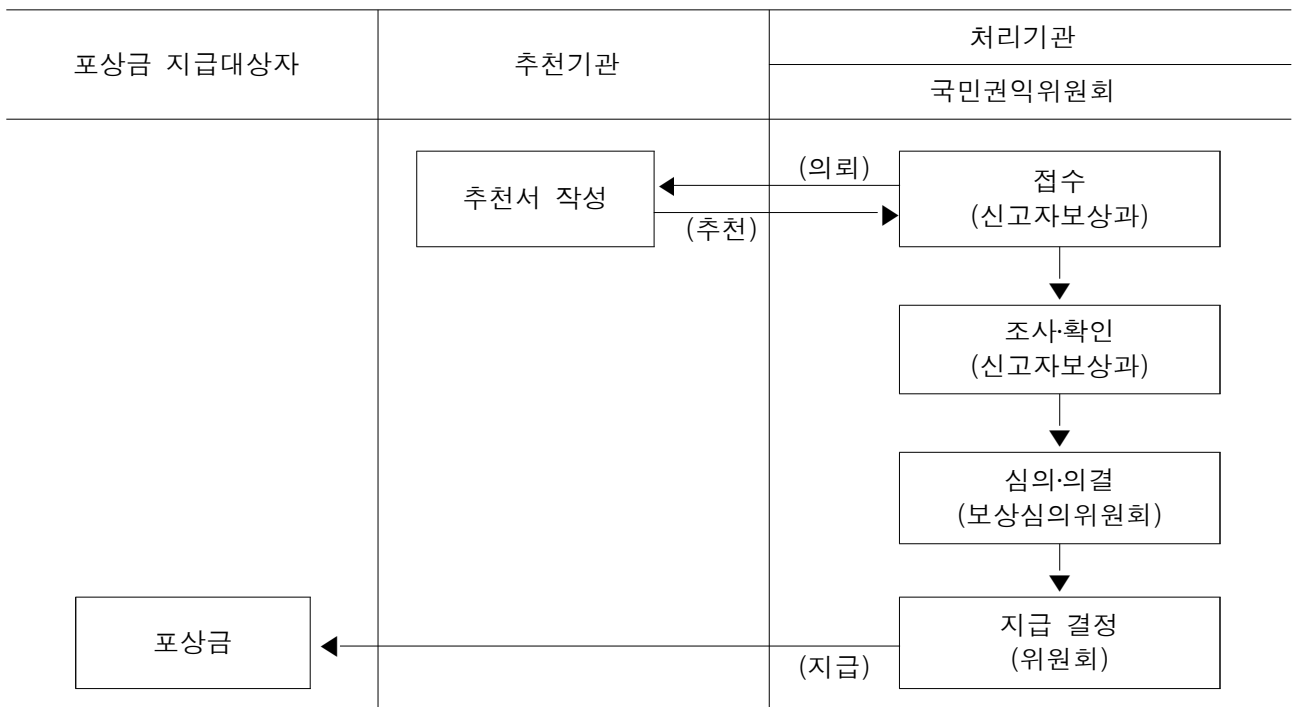 포상금 지급대상자
추천기관
처리기관
국민권익위원회
추천서 작성
(의뢰)
(추천)
접수
(신고자보상과)
조사·확인
(신고자보상과)
심의·의결
(보상심의위원회)
포상금
(지급)
지급 결정
(위원회)